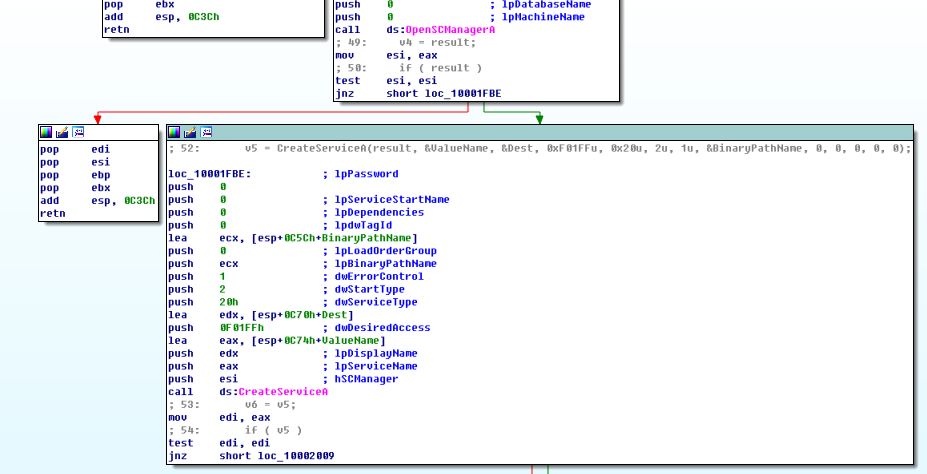 pop ebx
add esp, 0C3Ch
retn
push 0 ; lpDatabaseName
push 0 ; lpMachineName
call ds:OpenSCManagerA
; 49: v4 = result;
mov esi, eax
; 50: if ( result )
test esi, esi
jnz short loc_10001FBE
pop edi
pop esi
pop ebp
pop ebx
add esp, 0C3Ch
retn
; 52: v5 = CreateServiceA(result, &ValueName, &Dest, 0xF01FFu, 0x20u, 2u, 1u, &BinaryPathName, 0, 0, 0, 0, 0);
loc_10001FBE: ; lpPassword
push 0
push 0 ; lpServiceStartName
push 0 ; lpDependencies
push 0 ; lpdwTagId
lea ecx, [esp+0C5Ch+BinaryPathName]
push 0 ; lpLoadOrderGroup
push ecx ; lpBinaryPathName
push 1 ; dwErrorControl
push 2 ; dwStartType
push 20h ; dwServiceType
lea edx, [esp+0C70h+Dest]
push 0F01FFh ; dwDesiredAccess
lea eax, [esp+0C74h+ValueName]
push edx ; lpDisplayName
push eax ; lpServiceName
push esi ; hSCManager
call ds:CreateServiceA
; 53: v6 = v5;
mov edi, eax
; 54: if ( v5 )
test edi, edi
jnz short loc_10002009